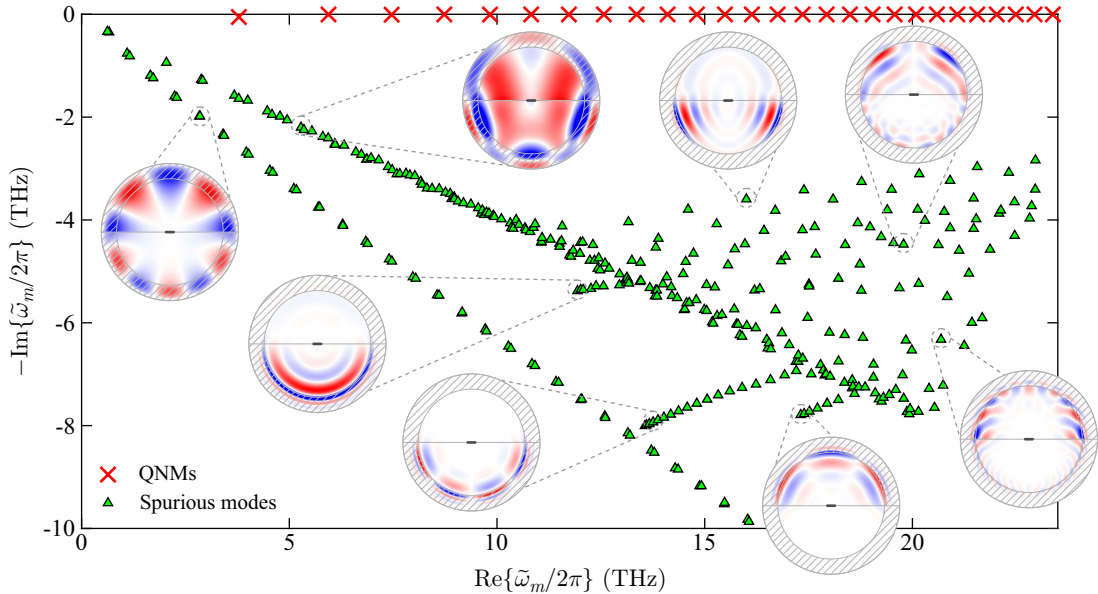 0
-2
-4
-6
-8
-10
−Im{ω̃ₘ/2π} (THz)
QNMs
Spurious modes
0
5
10
15
20
Re{ω̃ₘ/2π} (THz)